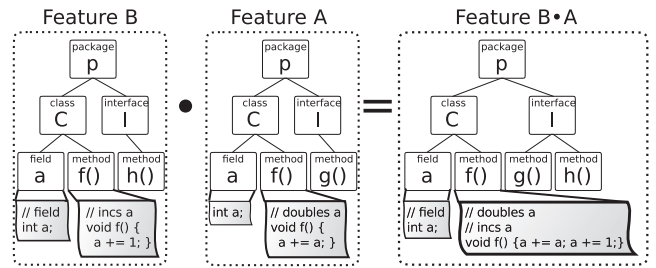 Feature B
package
p
class
C
interface
I
field
a
method
f()
method
h()
// field
int a;
// incs a
void f() {
a += 1; }
•
Feature A
package
p
class
C
interface
I
field
a
method
f()
method
g()
int a;
// doubles a
void f() {
a += a; }
=
Feature B•A
package
p
class
C
interface
I
field
a
method
f()
method
g()
method
h()
// field
int a;
// doubles a
// incs a
void f() {a += a; a += 1;}